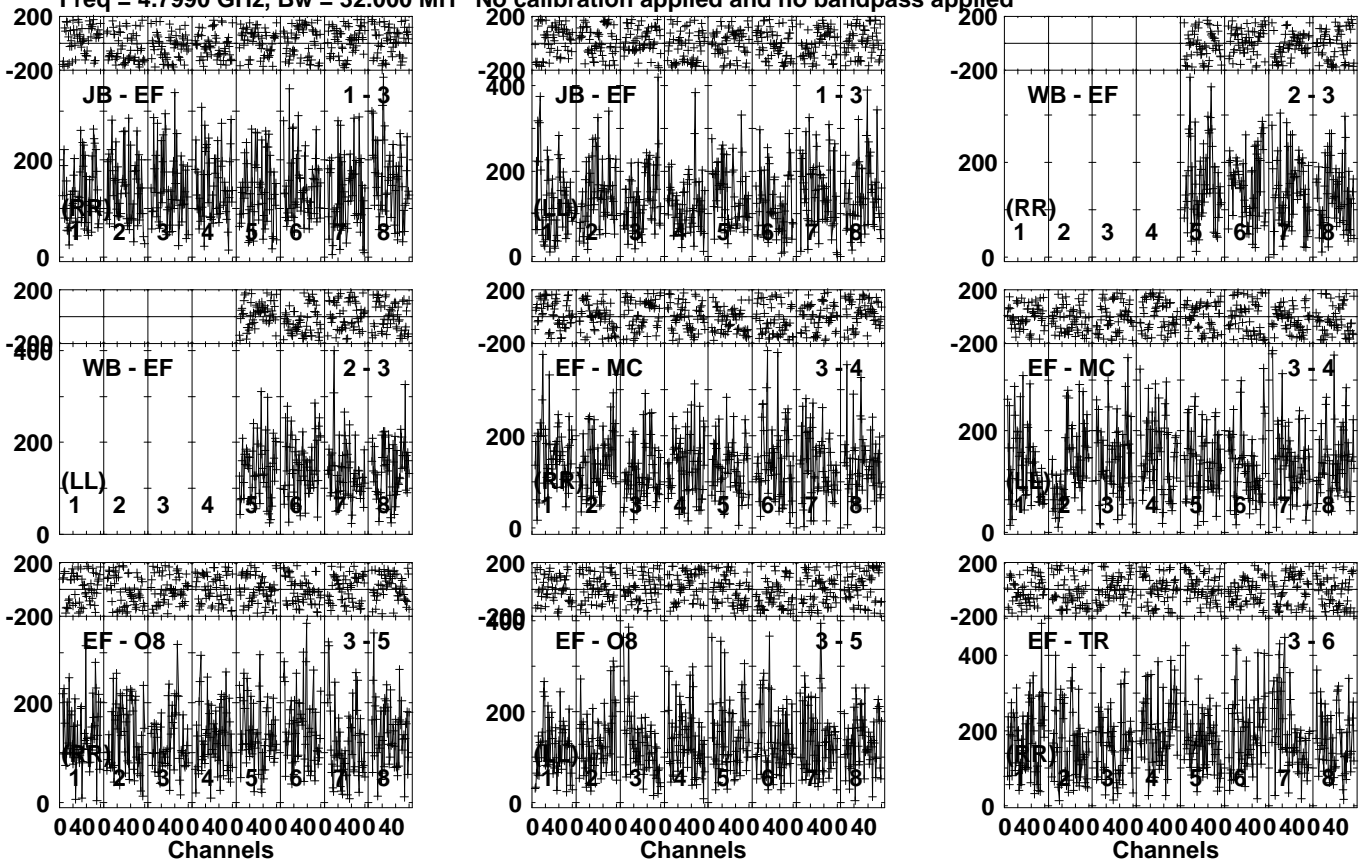 Freq = 4.7990 GHz, Bw = 32.000 MH No calibration applied and no bandpass applied
200 200 200
-200 -200 -200
JB - EF 1 - 3 JB - EF 1 - 3 WB - EF 2 - 3
400
200 200 200
(RR) (LL) (RR)
1 2 3 4 5 6 7 8 1 2 3 4 5 6 7 8 1 2 3 4 5 6 7 8
0 0 0
200 200 200
-200 -200 -200
400
WB - EF 2 - 3 EF - MC 3 - 4 EF - MC 3 - 4
200 200 200
(LL) (RR) (LL)
1 2 3 4 5 6 7 8 1 2 3 4 5 6 7 8 1 2 3 4 5 6 7 8
0 0 0
200 200 200
-200 -200 -200
400
EF - O8 3 - 5 EF - O8 3 - 5 EF - TR 3 - 6
400
200 200 200
(RR) (LL) (RR)
1 2 3 4 5 6 7 8 1 2 3 4 5 6 7 8 1 2 3 4 5 6 7 8
0 0 0
0 40 0 40 0 40 0 40 0 40 0 40 0 40 0 40 0 40 0 40 0 40 0 40 0 40 0 40 0 40 0 40 0 40 0 40 0 40 0 40 0 40 0 40 0 40 0 40
Channels Channels Channels